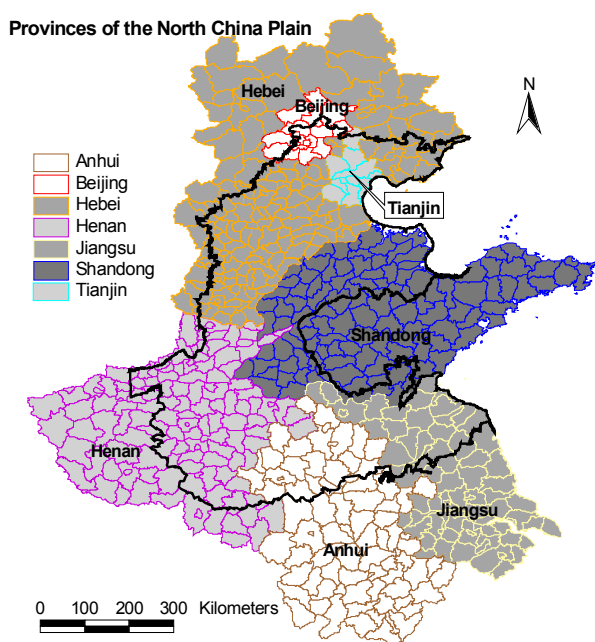 Provinces of the North China Plain
N
Hebei
Beijing
Anhui
Beijing
Hebei
Henan
Jiangsu
Shandong
Tianjin
Tianjin
Shandong
Henan
Jiangsu
Anhui
0 100 200 300 Kilometers